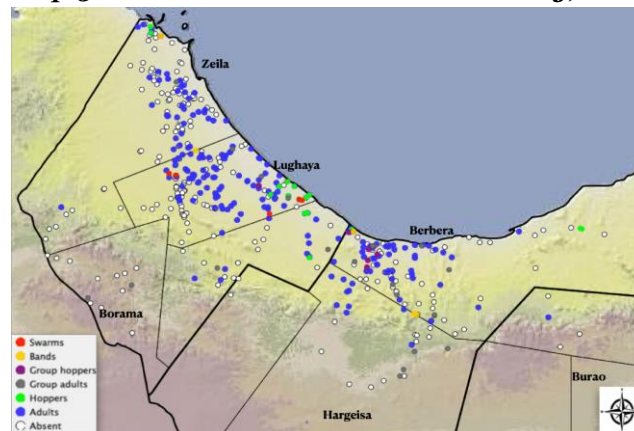 Zeila
Lughaya
Berbera
Borama
Swarms
Bands
Group hoppers
Group adults
Hoppers
Adults
Absent
Burao
Hargeisa